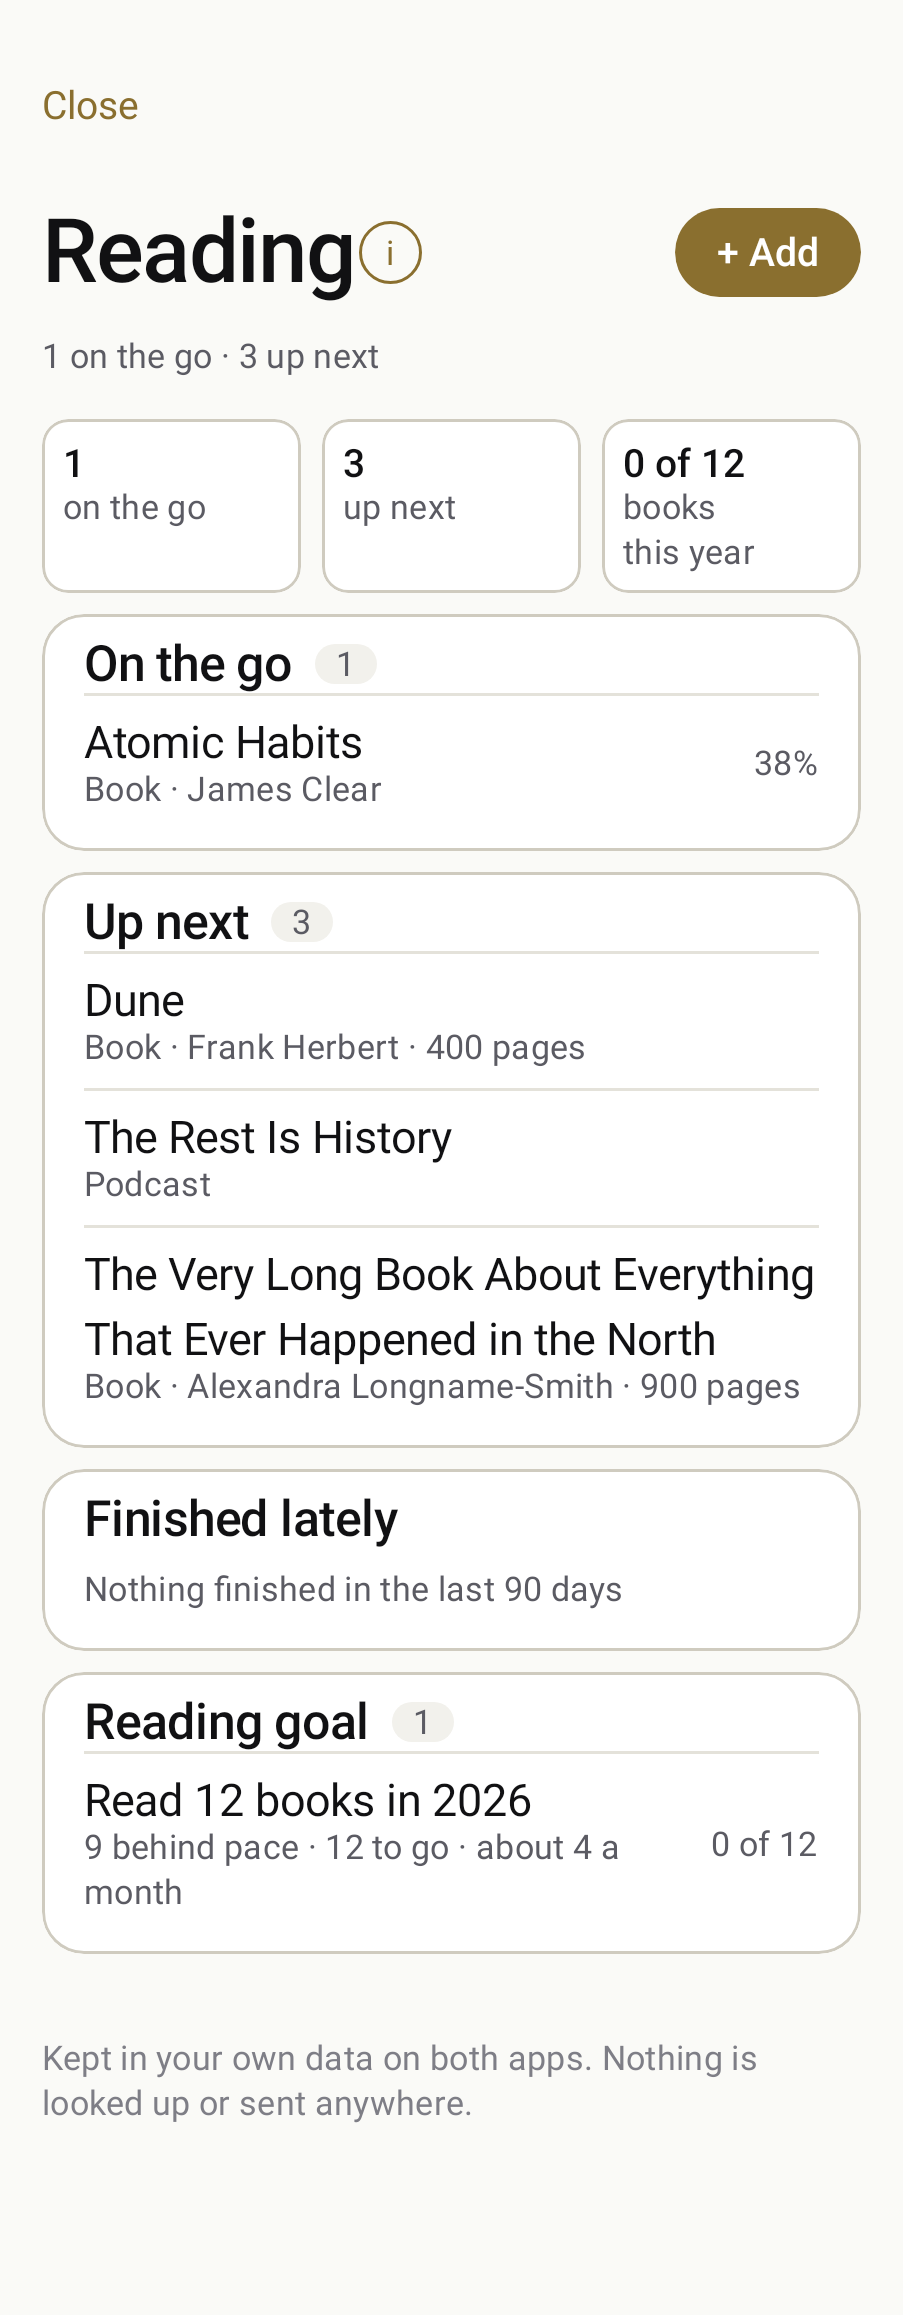 Close
Reading i
+ Add
1 on the go · 3 up next
1
on the go
3
up next
0 of 12
books
this year
On the go 1
Atomic Habits
Book · James Clear
38%
Up next 3
Dune
Book · Frank Herbert · 400 pages
The Rest Is History
Podcast
The Very Long Book About Everything
That Ever Happened in the North
Book · Alexandra Longname-Smith · 900 pages
Finished lately
Nothing finished in the last 90 days
Reading goal 1
Read 12 books in 2026
9 behind pace · 12 to go · about 4 a
month
0 of 12
Kept in your own data on both apps. Nothing is
looked up or sent anywhere.